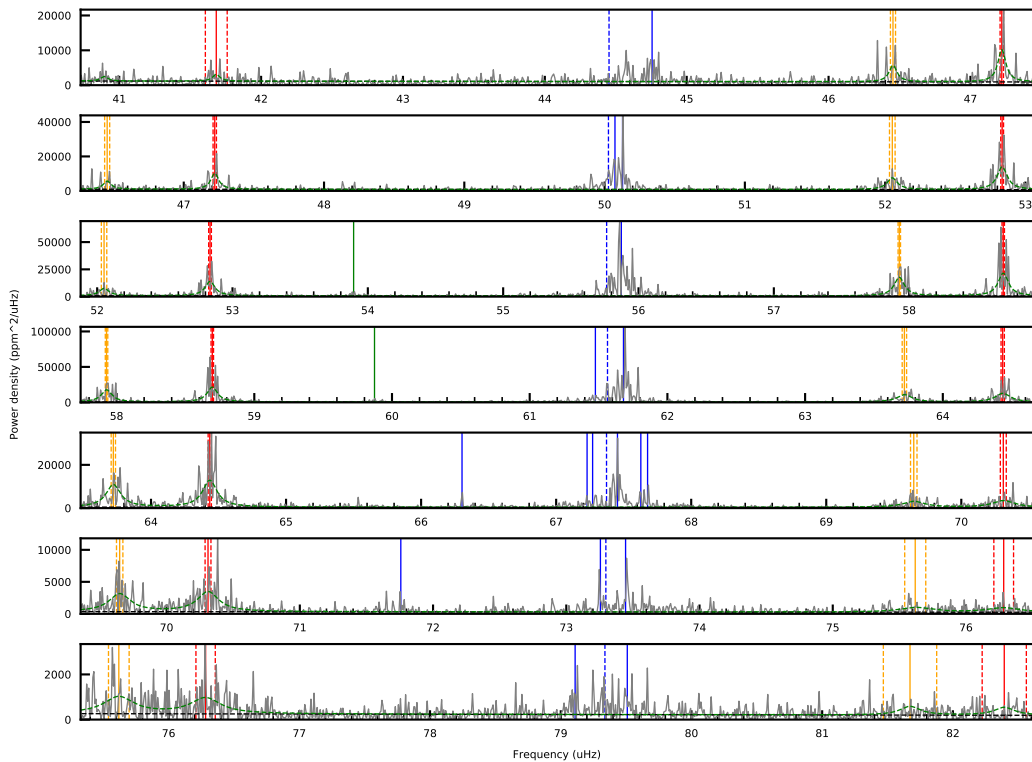 20000
10000
0
41 42 43 44 45 46 47
40000
20000
0
47 48 49 50 51 52 53
50000
25000
0
52 53 54 55 56 57 58
100000
50000
0
58 59 60 61 62 63 64
20000
0
64 65 66 67 68 69 70
10000
5000
0
70 71 72 73 74 75 76
2000
0
76 77 78 79 80 81 82
Power density (ppm^2/uHz)
Frequency (uHz)